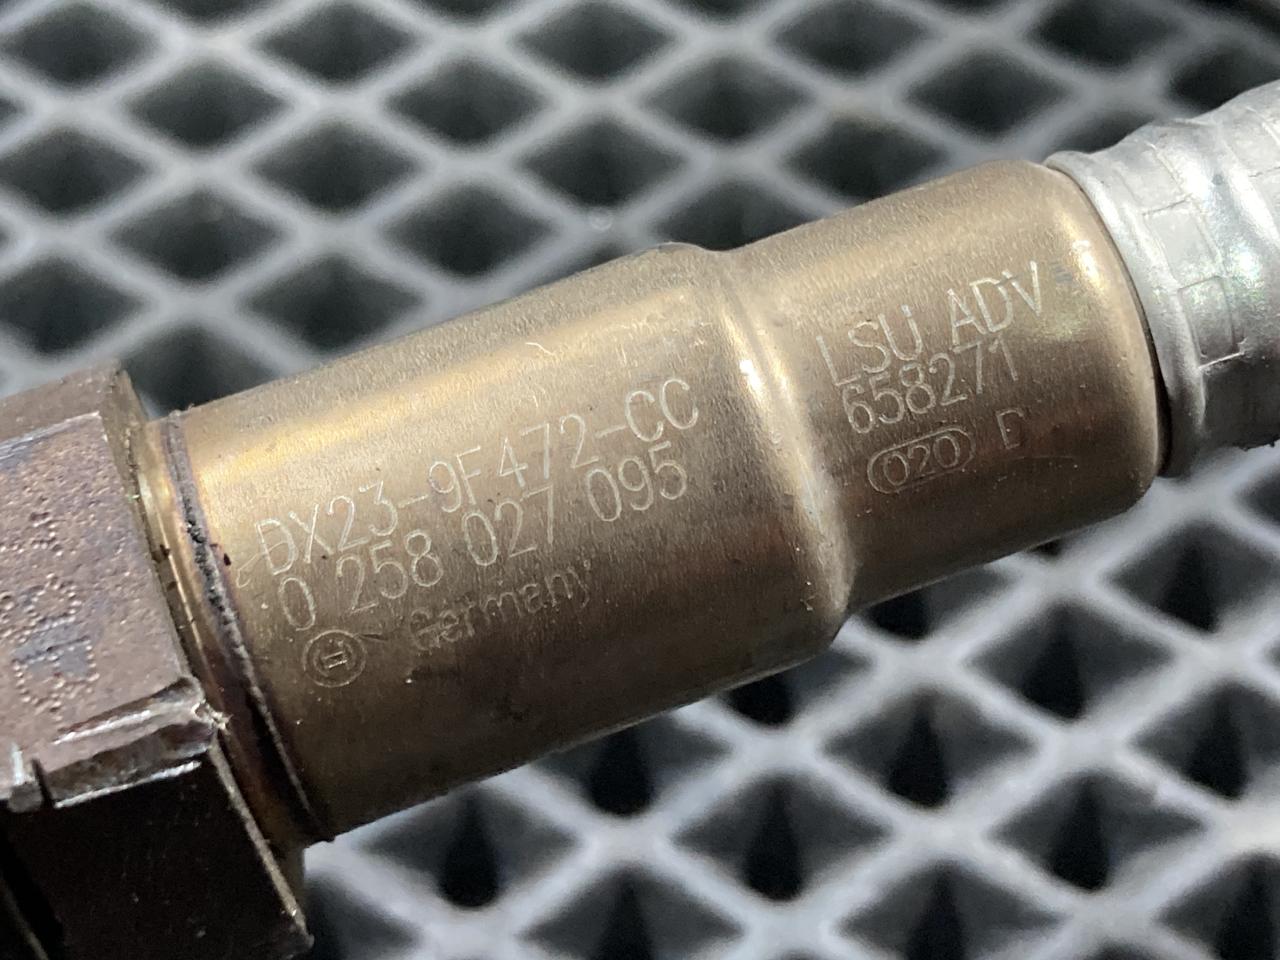 DX23-9F472-CC
0 258 027 095
Germany
LSU ADV
658271
020 D